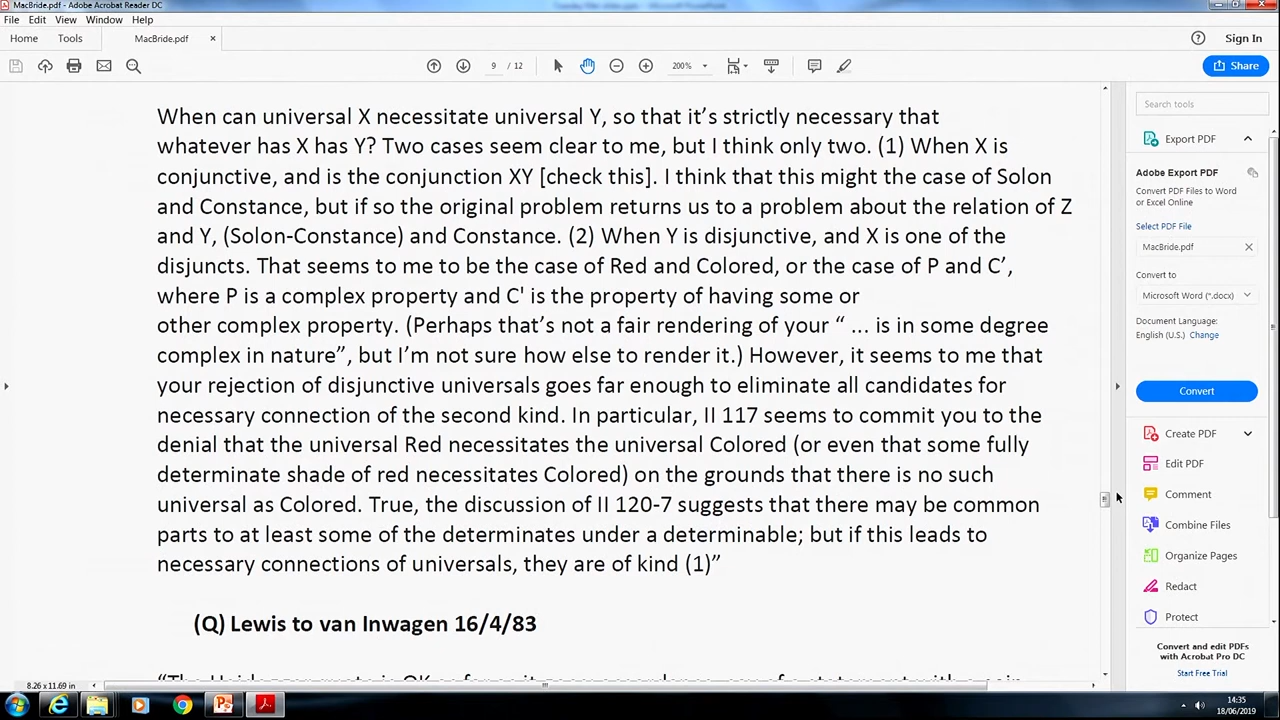 MacBride.pdf - Adobe Acrobat Reader DC
File Edit View Window Help
Home Tools MacBride.pdf × Sign In
9 / 12 200% Share
When can universal X necessitate universal Y, so that it’s strictly necessary that
whatever has X has Y? Two cases seem clear to me, but I think only two. (1) When X is
conjunctive, and is the conjunction XY [check this]. I think that this might the case of Solon
and Constance, but if so the original problem returns us to a problem about the relation of Z
and Y, (Solon-Constance) and Constance. (2) When Y is disjunctive, and X is one of the
disjuncts. That seems to me to be the case of Red and Colored, or the case of P and C’,
where P is a complex property and C' is the property of having some or
other complex property. (Perhaps that’s not a fair rendering of your “ ... is in some degree
complex in nature”, but I’m not sure how else to render it.) However, it seems to me that
your rejection of disjunctive universals goes far enough to eliminate all candidates for
necessary connection of the second kind. In particular, II 117 seems to commit you to the
denial that the universal Red necessitates the universal Colored (or even that some fully
determinate shade of red necessitates Colored) on the grounds that there is no such
universal as Colored. True, the discussion of II 120-7 suggests that there may be common
parts to at least some of the determinates under a determinable; but if this leads to
necessary connections of universals, they are of kind (1)”
(Q) Lewis to van Inwagen 16/4/83
8.26 x 11.69 in
Search tools
Export PDF
Adobe Export PDF
Convert PDF Files to Word
or Excel Online
Select PDF File
MacBride.pdf
Convert to
Microsoft Word (*.docx)
Document Language:
English (U.S.) Change
Convert
Create PDF
Edit PDF
Comment
Combine Files
Organize Pages
Redact
Protect
Convert and edit PDFs
with Acrobat Pro DC
Start Free Trial
14:35
18/06/2019